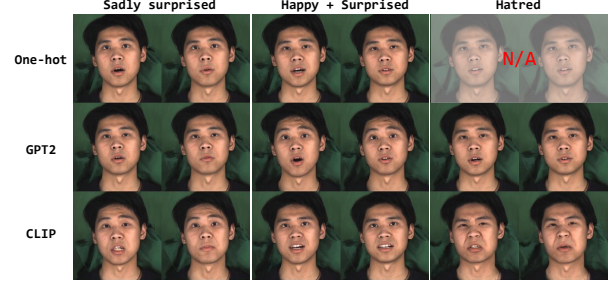 Sadly surprised Happy + Surprised Hatred
One-hot N/A
GPT2
CLIP